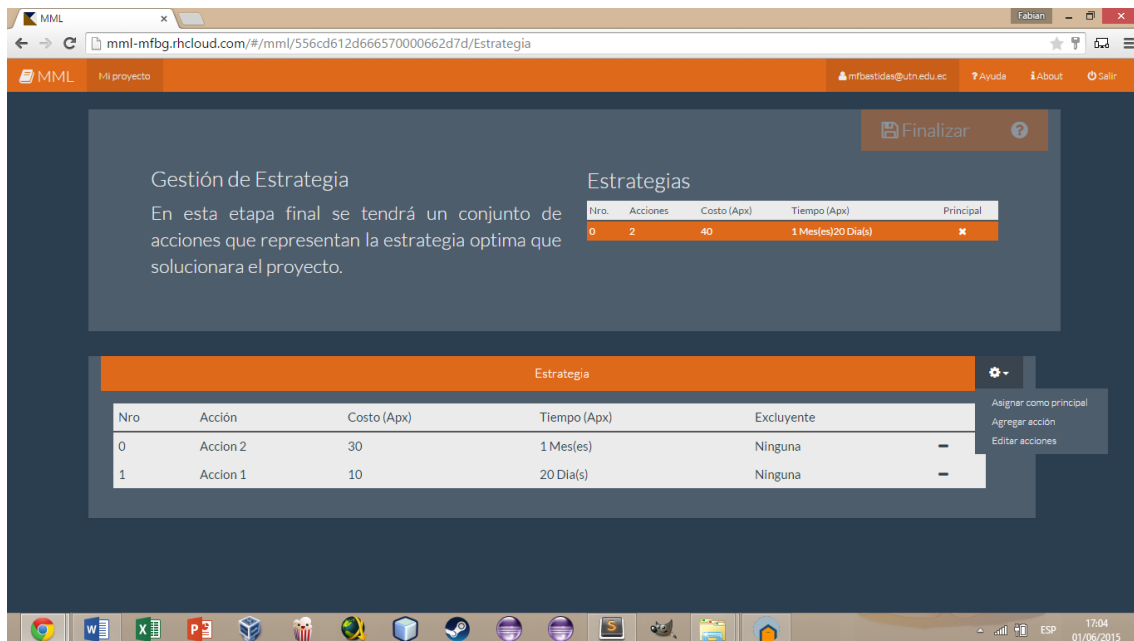 MML
Fabian
mml-mfbg.rhcloud.com/#/mml/556cd612d666570000662d7d/Estrategia
MML Mi proyecto mfbastidas@utn.edu.ec ? Ayuda i About Salir
Finalizar ?
Gestión de Estrategia
En esta etapa final se tendrá un conjunto de
acciones que representan la estrategia optima que
solucionara el proyecto.
Estrategias
Nro. Acciones Costo (Apx) Tiempo (Apx) Principal
0 2 40 1 Mes(es)20 Dia(s)
Estrategia
Asignar como principal
Agregar acción
Editar acciones
Nro Acción Costo (Apx) Tiempo (Apx) Excluyente
0 Accion 2 30 1 Mes(es) Ninguna
1 Accion 1 10 20 Dia(s) Ninguna
ESP
17:04
01/06/2015